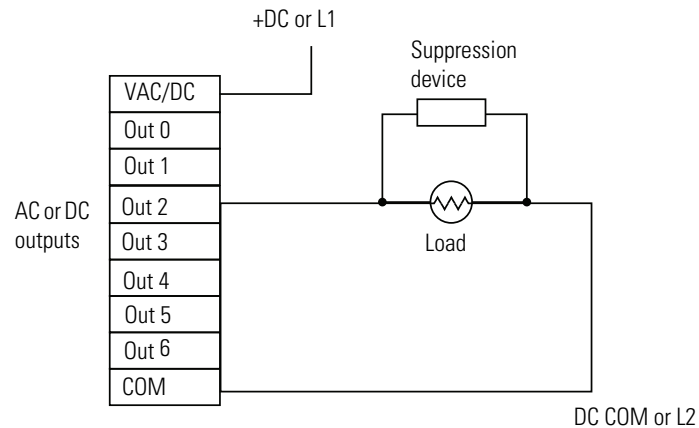 +DC or L1
Suppression
device
VAC/DC
Out 0
Out 1
Out 2
Out 3
Out 4
Out 5
Out 6
COM
AC or DC
outputs
Load
DC COM or L2